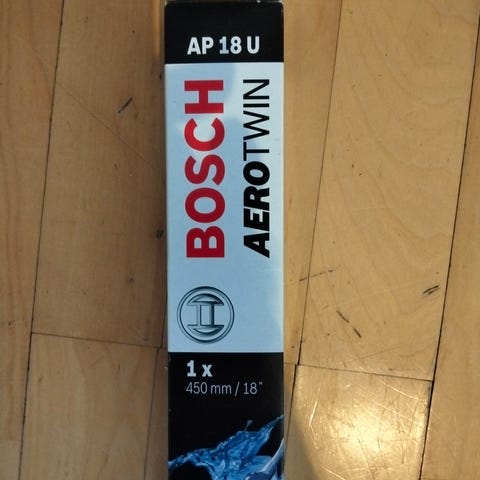 AP 18 U
BOSCH
AEROTWIN
1 x
450 mm / 18"